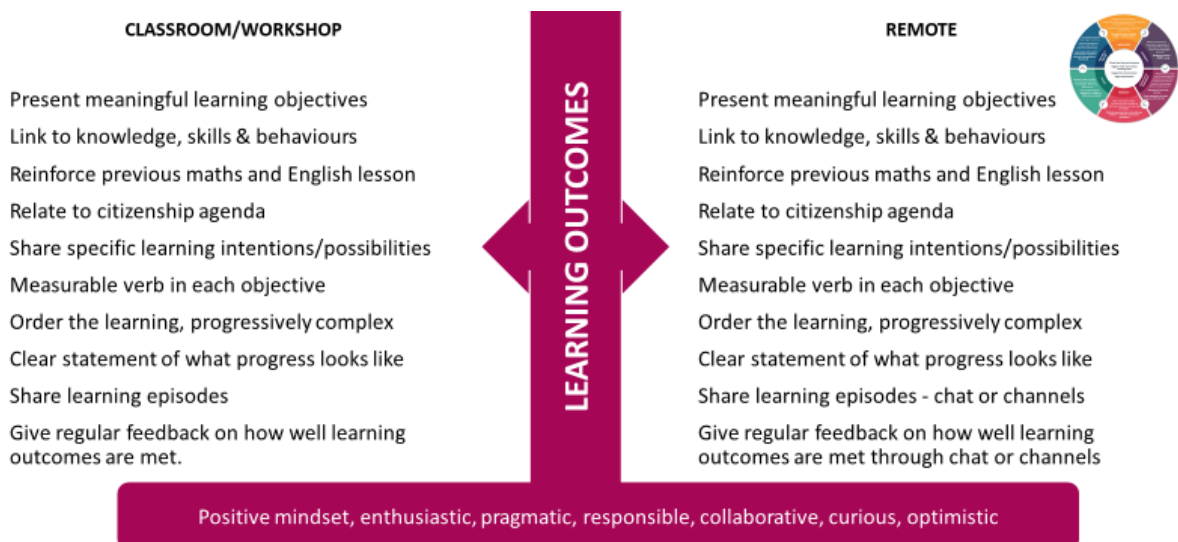 CLASSROOM/WORKSHOP
Present meaningful learning objectives
Link to knowledge, skills & behaviours
Reinforce previous maths and English lesson
Relate to citizenship agenda
Share specific learning intentions/possibilities
Measurable verb in each objective
Order the learning, progressively complex
Clear statement of what progress looks like
Share learning episodes
Give regular feedback on how well learning
outcomes are met.
LEARNING OUTCOMES
REMOTE
Present meaningful learning objectives
Link to knowledge, skills & behaviours
Reinforce previous maths and English lesson
Relate to citizenship agenda
Share specific learning intentions/possibilities
Measurable verb in each objective
Order the learning, progressively complex
Clear statement of what progress looks like
Share learning episodes - chat or channels
Give regular feedback on how well learning
outcomes are met through chat or channels
Positive mindset, enthusiastic, pragmatic, responsible, collaborative, curious, optimistic